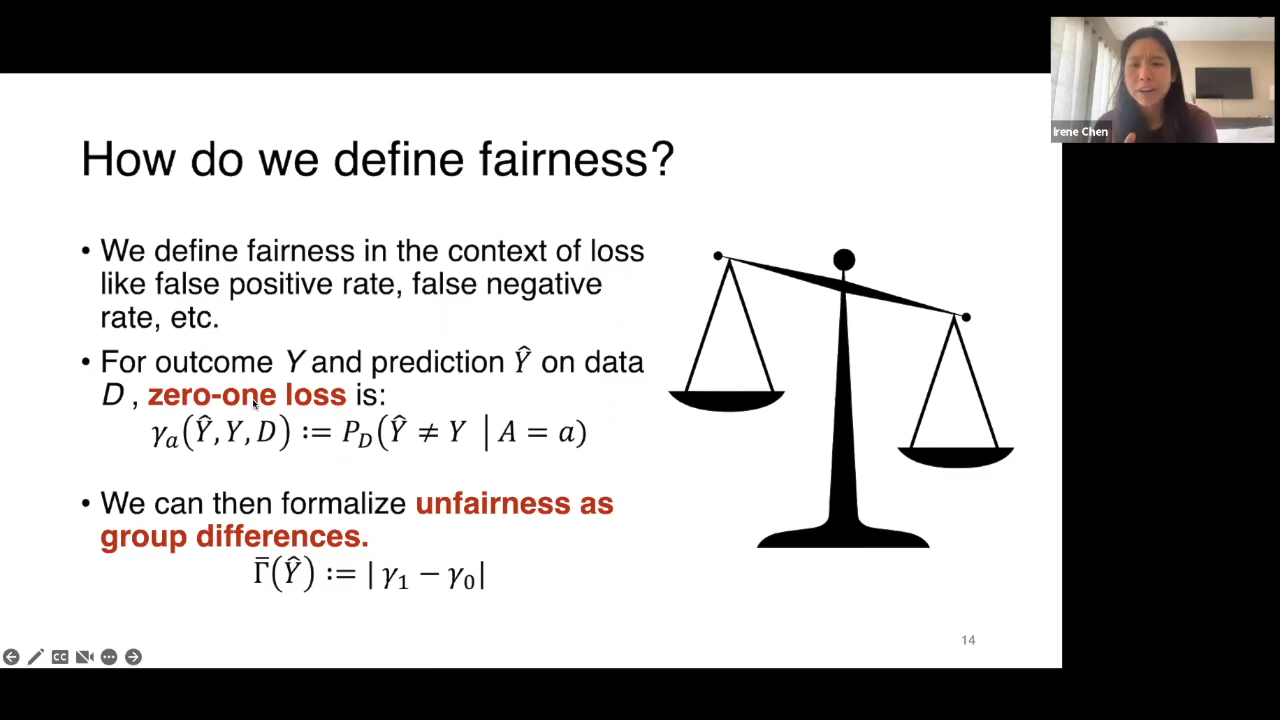 Irene Chen
How do we define fairness?
• We define fairness in the context of loss
like false positive rate, false negative
rate, etc.
• For outcome Y and prediction Ŷ on data
D , zero-one loss is:
γₐ(Ŷ, Y, D) := P_D(Ŷ ≠ Y | A = a)
• We can then formalize unfairness as
group differences.
Γ̄(Ŷ) := | γ₁ − γ₀|
14
CC